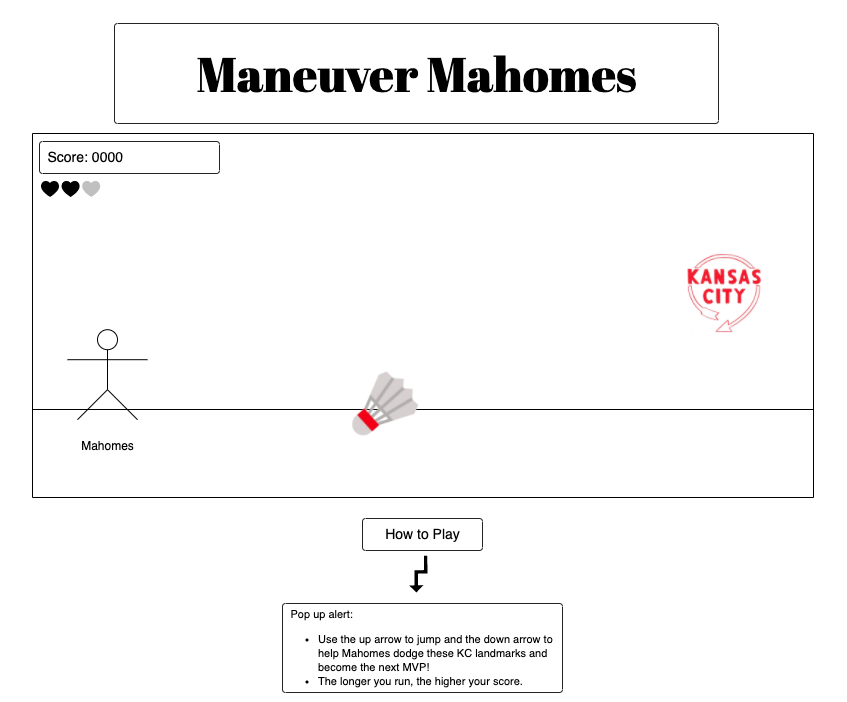 Maneuver Mahomes
Score: 0000
KANSAS
CITY
Mahomes
How to Play
Pop up alert:
• Use the up arrow to jump and the down arrow to
help Mahomes dodge these KC landmarks and
become the next MVP!
• The longer you run, the higher your score.